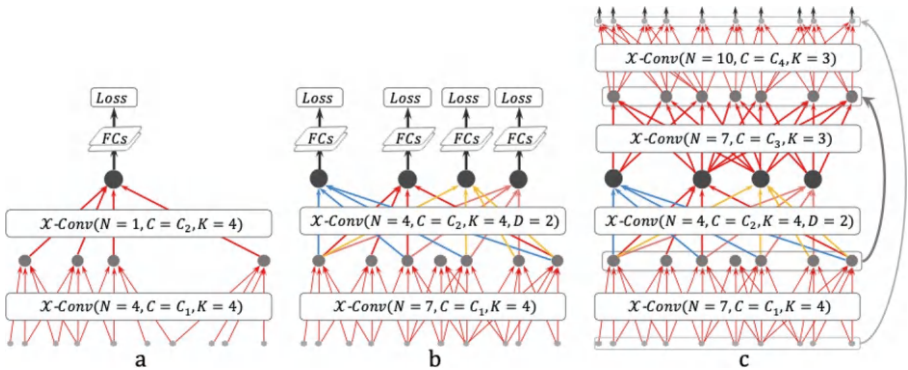 Loss
FCs
𝒳-Conv(N = 1, C = C₂, K = 4)
𝒳-Conv(N = 4, C = C₁, K = 4)
a
Loss Loss Loss Loss
FCs FCs FCs FCs
𝒳-Conv(N = 4, C = C₂, K = 4, D = 2)
𝒳-Conv(N = 7, C = C₁, K = 4)
b
𝒳-Conv(N = 10, C = C₄, K = 3)
𝒳-Conv(N = 7, C = C₃, K = 3)
𝒳-Conv(N = 4, C = C₂, K = 4, D = 2)
𝒳-Conv(N = 7, C = C₁, K = 4)
c